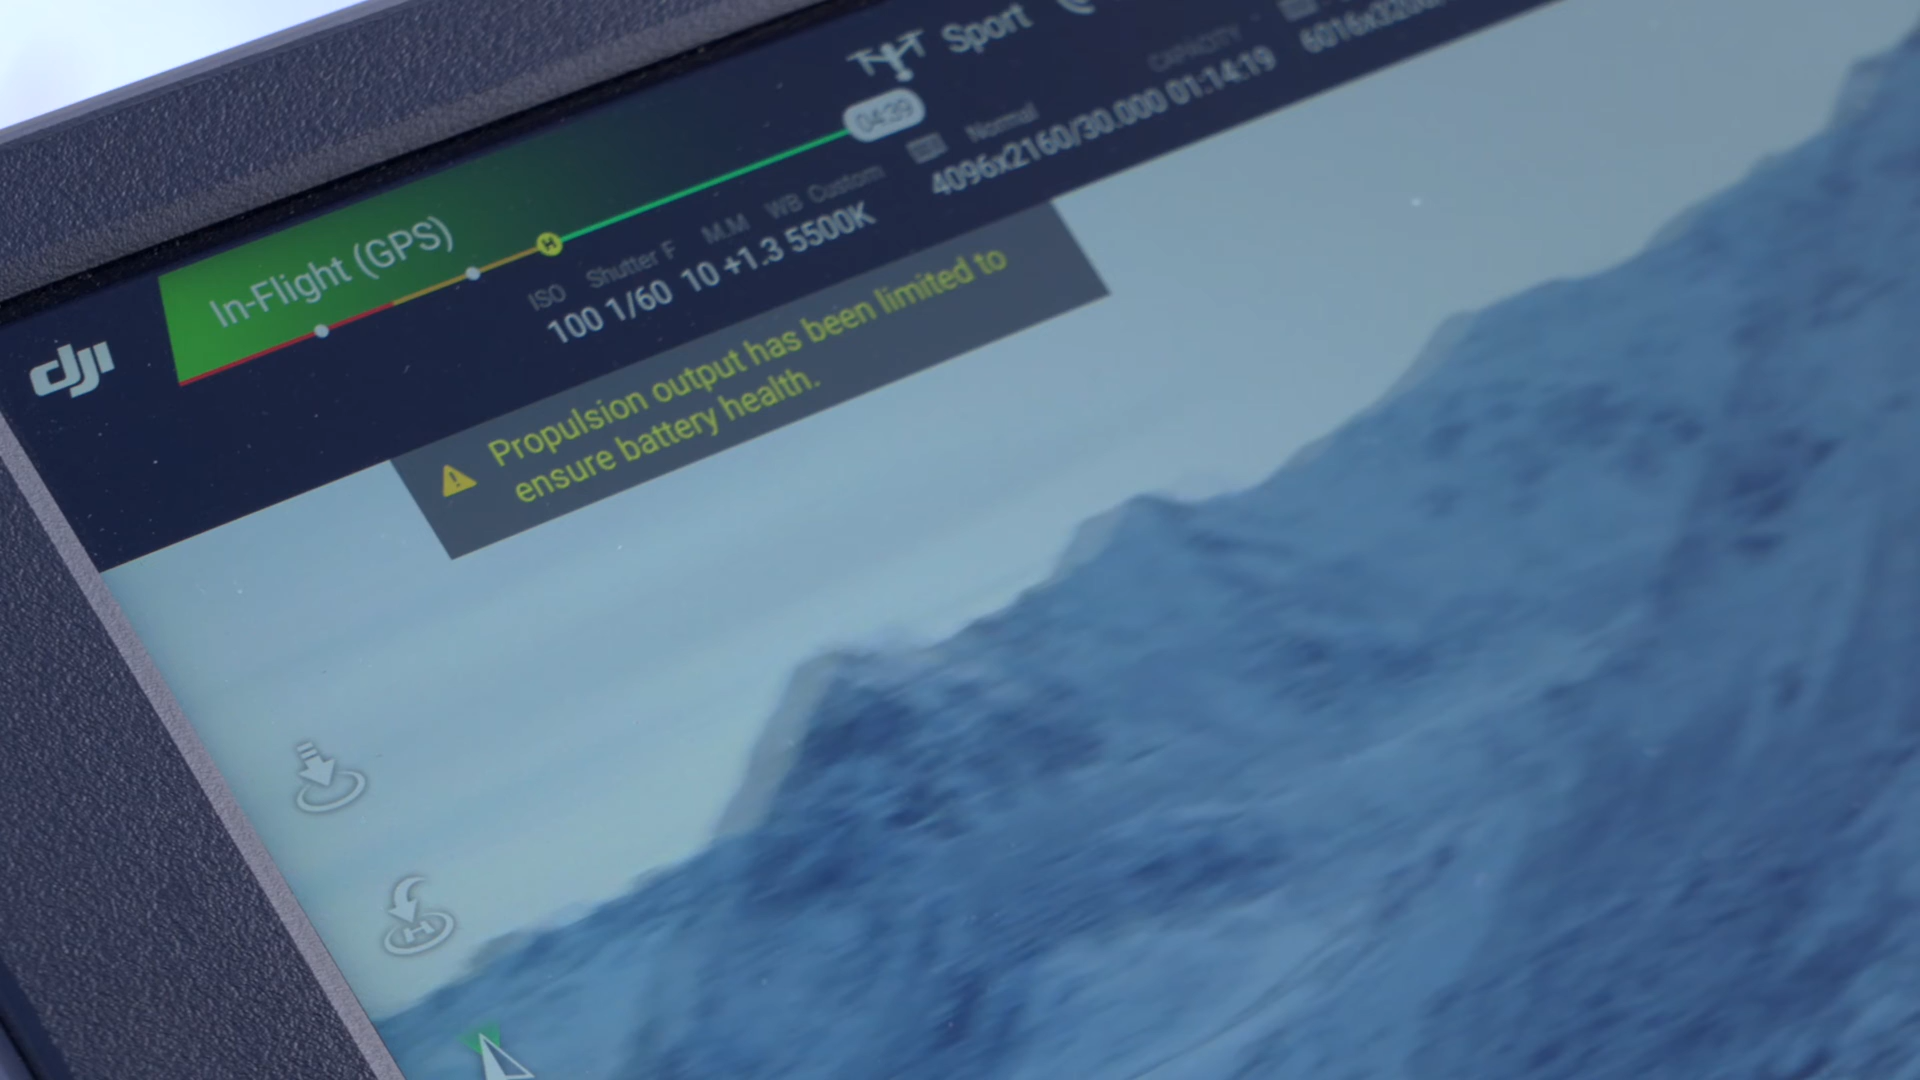 Sport
In-Flight (GPS)
04:39
dji
ISO Shutter F M.M WB Custom
100 1/60 10 +1.3 5500K
Normal
4096x2160/30.000 01:14:19
CAPACITY
H
Propulsion output has been limited to
ensure battery health.
H